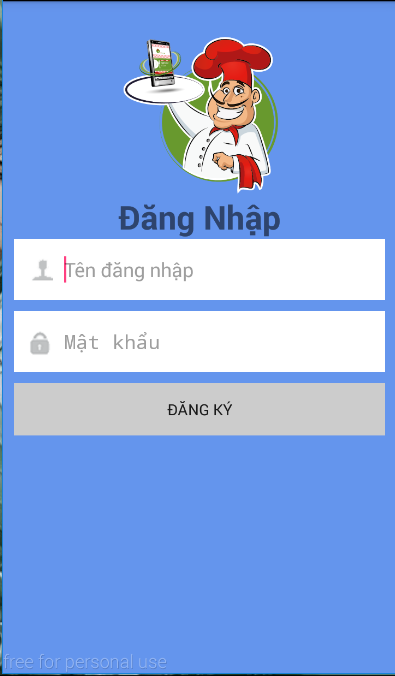 Đăng Nhập
Tên đăng nhập
Mật khẩu
ĐĂNG KÝ
free for personal use